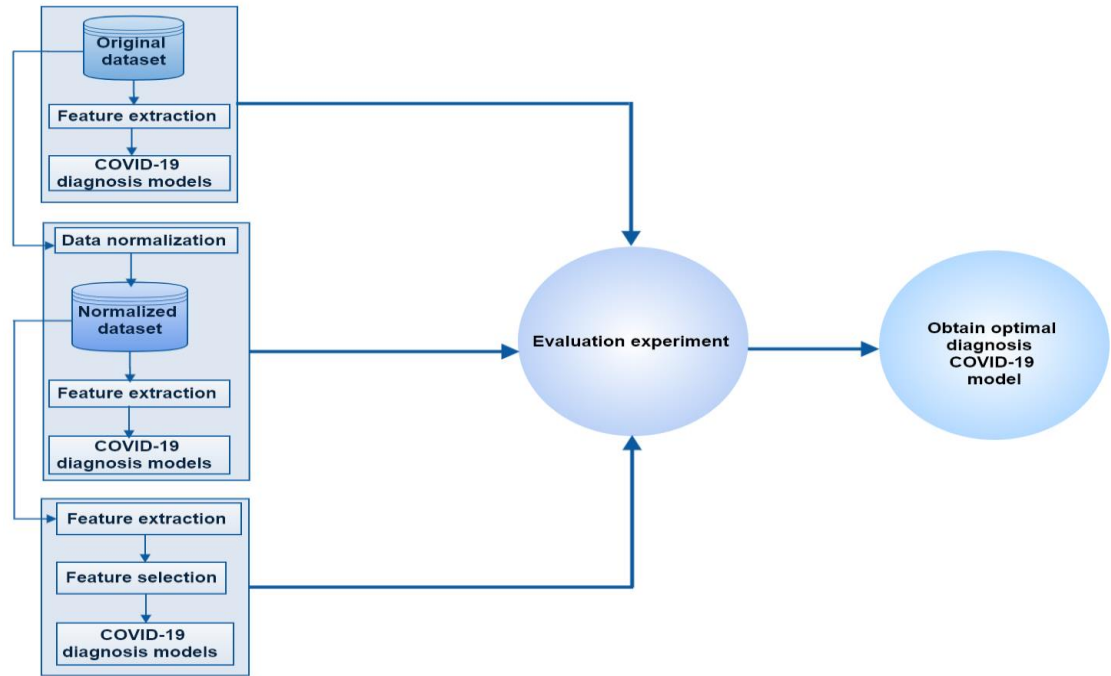 Original
dataset
Feature extraction
COVID-19
diagnosis models
Data normalization
Normalized
dataset
Feature extraction
COVID-19
diagnosis models
Feature extraction
Feature selection
COVID-19
diagnosis models
Evaluation experiment
Obtain optimal
diagnosis
COVID-19
model